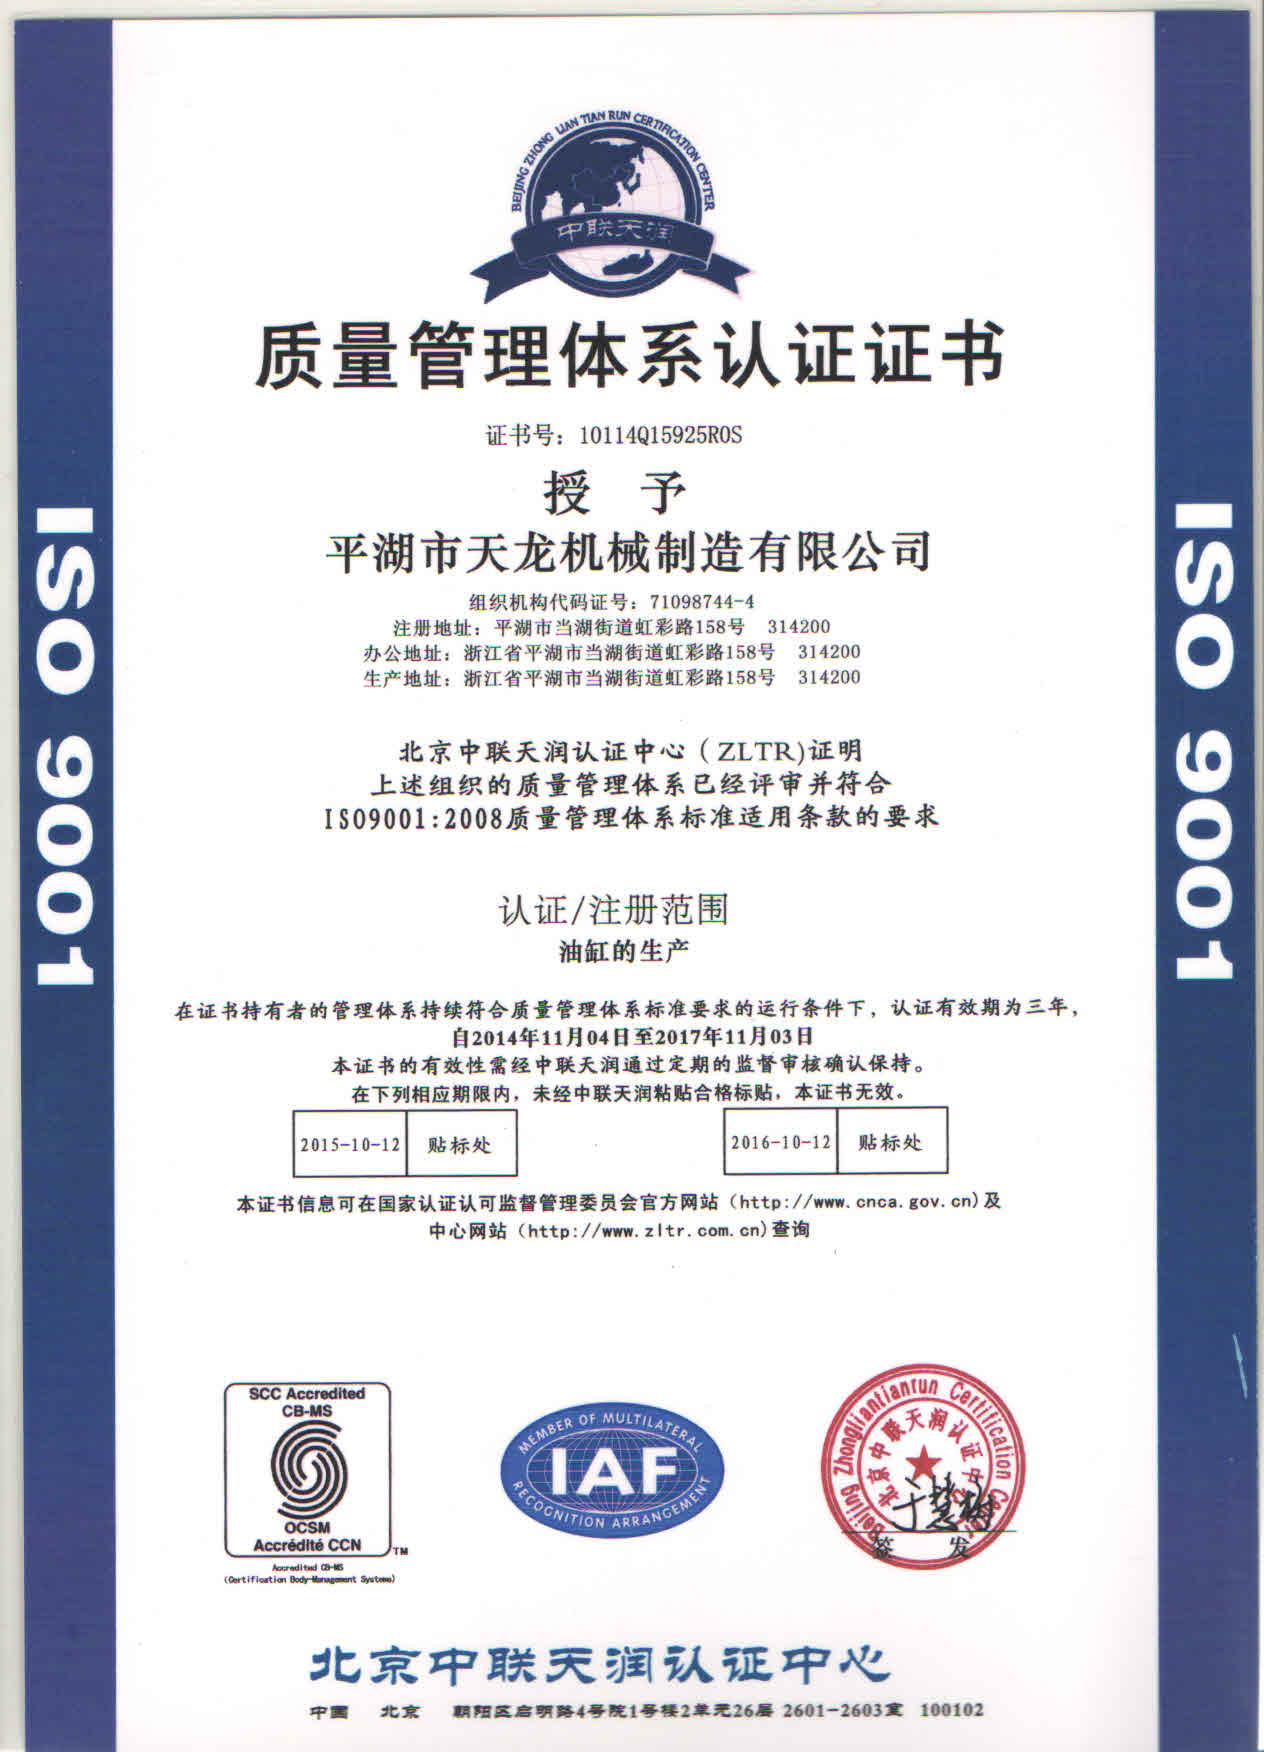 BEIJING ZHONG LIAN TIAN RUN CERTIFICATION CENTER
中联天润
质量管理体系认证证书
证书号：10114Q15925R0S
授 予
平湖市天龙机械制造有限公司
组织机构代码证号：71098744-4
注册地址：平湖市当湖街道虹彩路158号 314200
办公地址：浙江省平湖市当湖街道虹彩路158号 314200
生产地址：浙江省平湖市当湖街道虹彩路158号 314200
ISO 9001
ISO 9001
北京中联天润认证中心（ZLTR)证明
上述组织的质量管理体系已经评审并符合
ISO9001:2008质量管理体系标准适用条款的要求
认证/注册范围
油缸的生产
在证书持有者的管理体系持续符合质量管理体系标准要求的运行条件下，认证有效期为三年，
自2014年11月04日至2017年11月03日
本证书的有效性需经中联天润通过定期的监督审核确认保持。
在下列相应期限内，未经中联天润粘贴合格标贴，本证书无效。
2015-10-12 贴标处
2016-10-12 贴标处
本证书信息可在国家认证认可监督管理委员会官方网站（http://www.cnca.gov.cn)及
中心网站（http://www.zltr.com.cn)查询
SCC Accredited
CB-MS
OCSM
Accrédité CCN
TM
Accredited CB-MS
(Certification Body-Management Systems)
MEMBER OF MULTILATERAL
IAF
RECOGNITION ARRANGEMENT
Beijing Zhongliantianrun Certification Center
北京中联天润认证中心
签 发
北京中联天润认证中心
中国 北京 朝阳区启明路4号院1号楼2单元26层 2601-2603室 100102